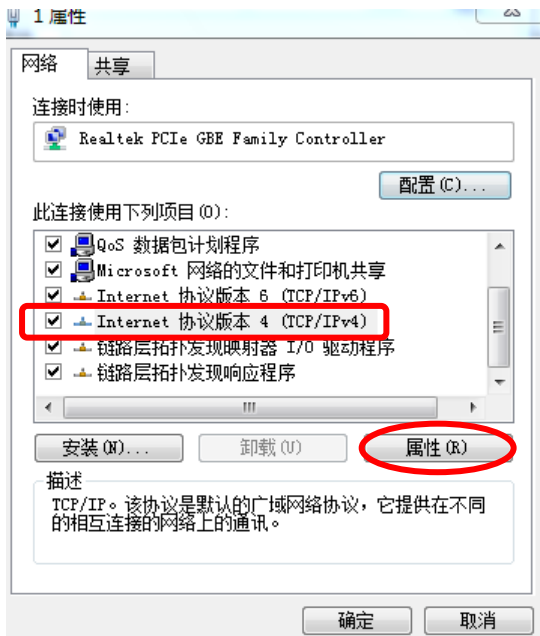 1 属性
网络
共享
连接时使用:
Realtek PCIe GBE Family Controller
配置(C)...
此连接使用下列项目(O):
QoS 数据包计划程序
Microsoft 网络的文件和打印机共享
Internet 协议版本 6 (TCP/IPv6)
Internet 协议版本 4 (TCP/IPv4)
链路层拓扑发现映射器 I/O 驱动程序
链路层拓扑发现响应程序
安装(N)...
卸载(U)
属性(R)
描述
TCP/IP。该协议是默认的广域网络协议，它提供在不同
的相互连接的网络上的通讯。
确定
取消